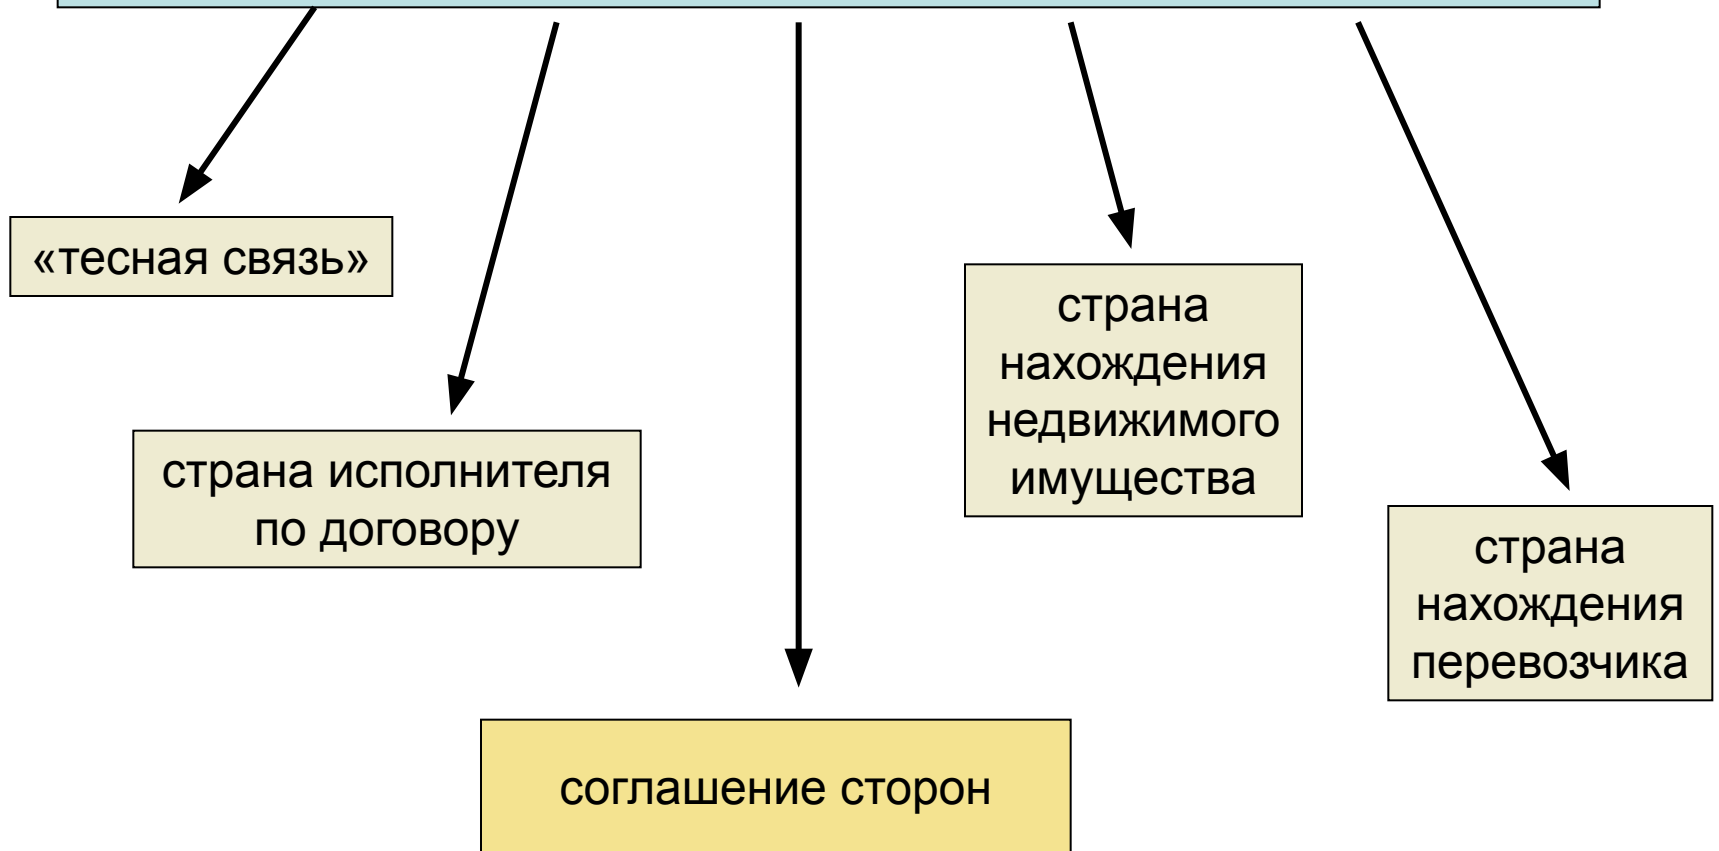 «тесная связь»
страна исполнителя
по договору
соглашение сторон
страна
нахождения
недвижимого
имущества
страна
нахождения
перевозчика